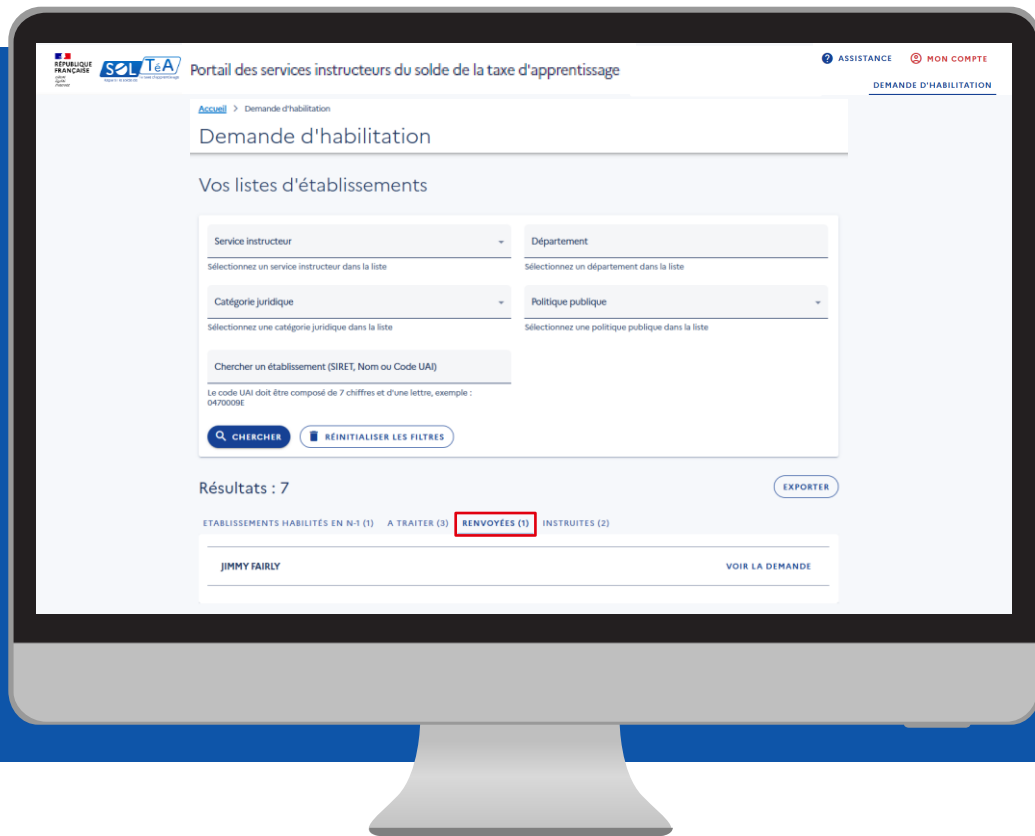 RÉPUBLIQUE
FRANÇAISE
SOLTéA
Portail des services instructeurs du solde de la taxe d'apprentissage
ASSISTANCE
MON COMPTE
DEMANDE D'HABILITATION
Accueil > Demande d'habilitation
Demande d'habilitation
Vos listes d'établissements
Service instructeur
Département
Sélectionnez un service instructeur dans la liste
Sélectionnez un département dans la liste
Catégorie juridique
Politique publique
Sélectionnez une catégorie juridique dans la liste
Sélectionnez une politique publique dans la liste
Chercher un établissement (SIRET, Nom ou Code UAI)
Le code UAI doit être composé de 7 chiffres et d'une lettre, exemple :
0470009E
CHERCHER
RÉINITIALISER LES FILTRES
Résultats : 7
EXPORTER
ETABLISSEMENTS HABILITÉS EN N-1 (1) A TRAITER (3) RENVOYÉES (1) INSTRUITES (2)
JIMMY FAIRLY
VOIR LA DEMANDE